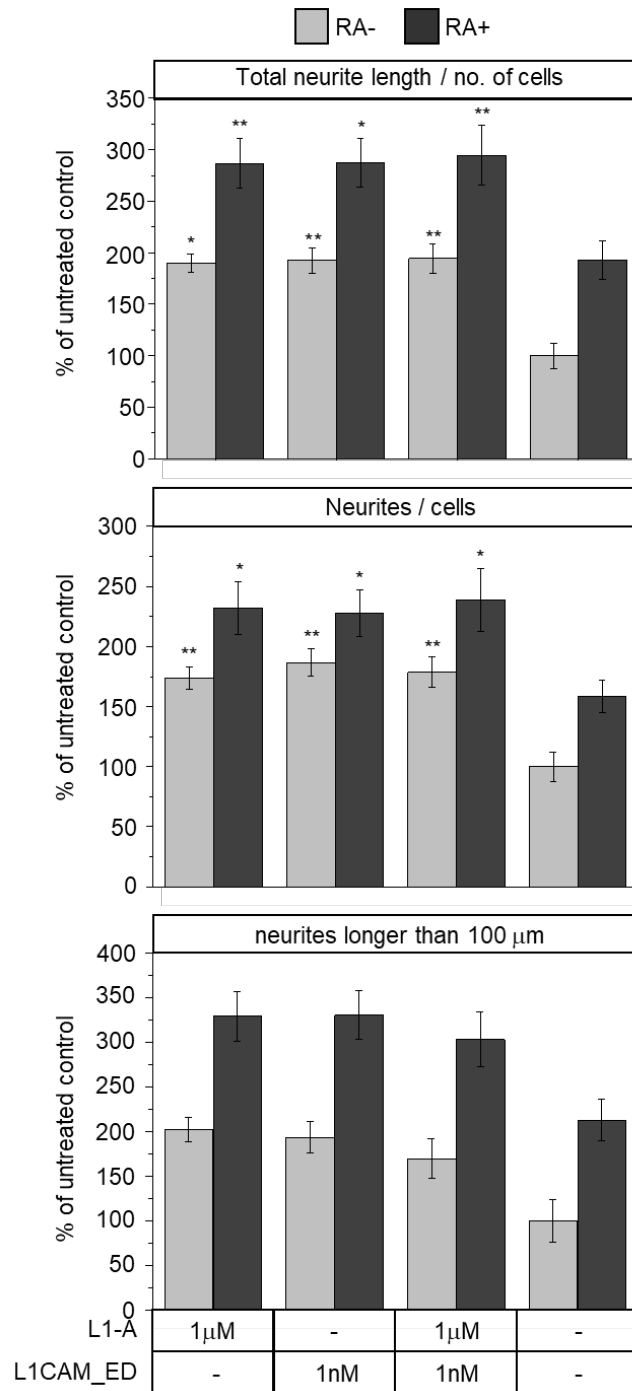 RA- RA+
Total neurite length / no. of cells
% of untreated control
350
300
250
200
150
100
50
0
** * **
* ** **
Neurites / cells
% of untreated control
300
250
200
150
100
50
0
* * *
** ** **
neurites longer than 100 μm
% of untreated control
400
350
300
250
200
150
100
50
0
L1-A 1μM - 1μM -
L1CAM_ED - 1nM 1nM -